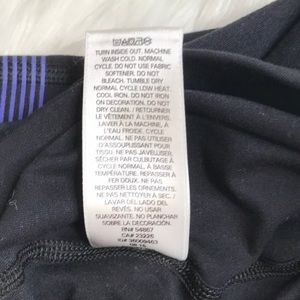 TURN INSIDE OUT. MACHINE
WASH COLD. NORMAL
CYCLE. DO NOT USE FABRIC
SOFTENER. DO NOT
BLEACH. TUMBLE DRY
NORMAL CYCLE LOW HEAT.
COOL IRON. DO NOT IRON
ON DECORATION. DO NOT
DRY CLEAN. / RETOURNER
LE VÊTEMENT À L'ENVERS.
LAVER À LA MACHINE, À
L'EAU FROIDE. CYCLE
NORMAL. NE PAS UTILISER
D'ASSOUPLISSANT POUR
TISSU. NE PAS JAVELLISER.
SÉCHER PAR CULBUTAGE À
CYCLE NORMAL, À BASSE
TEMPÉRATURE. REPASSER À
FER DOUX. NE PAS
REPASSER LES ORNEMENTS.
NE PAS NETTOYER À SEC. /
LAVAR DEL LADO DEL
REVÉS. NO USAR
SUAVIZANTE. NO PLANCHAR
SOBRE LA DECORACIÓN.
RN# 54867
CA# 23226